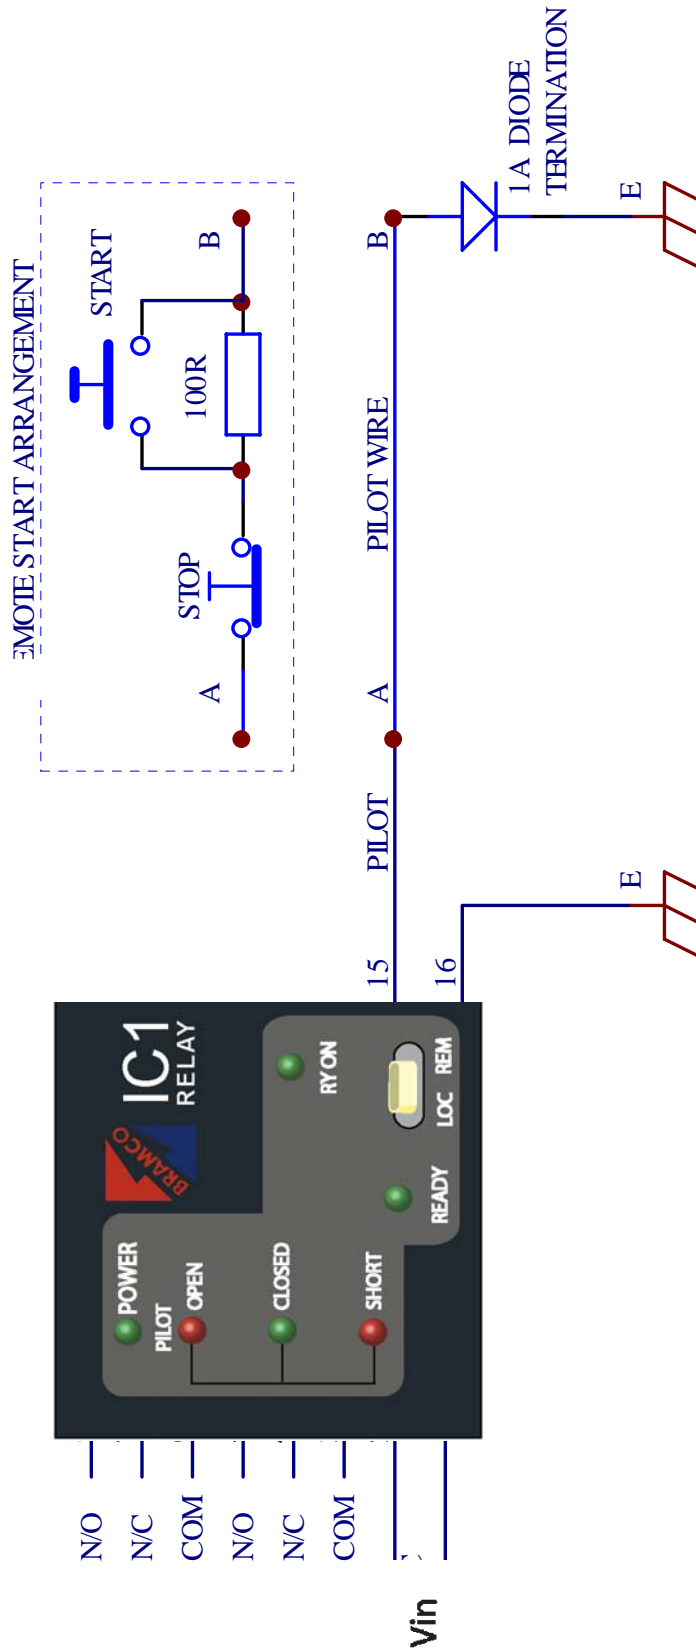 EMOTE START ARRANGEMENT
START
STOP
100R
A
B
PILOT
PILOT WIRE
A
B
1A DIODE
TERMINATION
15
16
E
E
BRAMCO
IC1
RELAY
POWER
PILOT
OPEN
CLOSED
SHORT
RY ON
READY
LOC REM
N/O
N/C
COM
N/O
N/C
COM
Vin